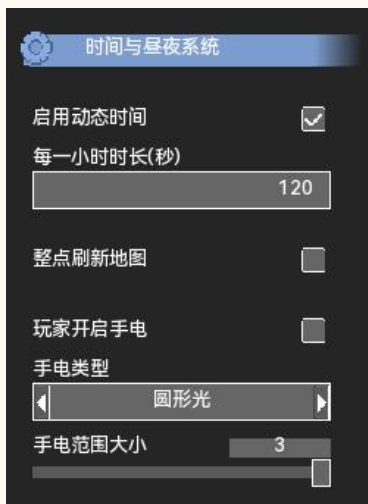 时间与昼夜系统
启用动态时间
每一小时时长(秒)
120
整点刷新地图
玩家开启手电
手电类型
圆形光
手电范围大小 3